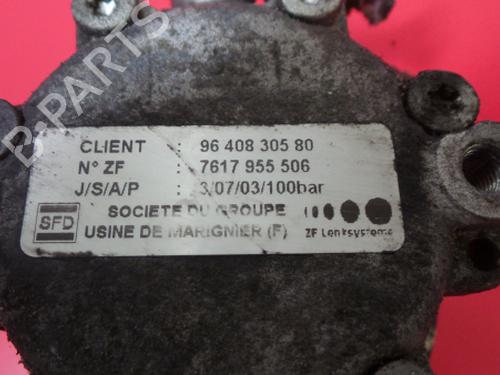 B-PARTS
CLIENT : 96 408 305 80
N° ZF : 7617 955 506
J/S/A/P : 3/07/03/100bar
SFD SOCIETE DU GROUPE
USINE DE MARIGNIER (F) ZF Lenksysteme